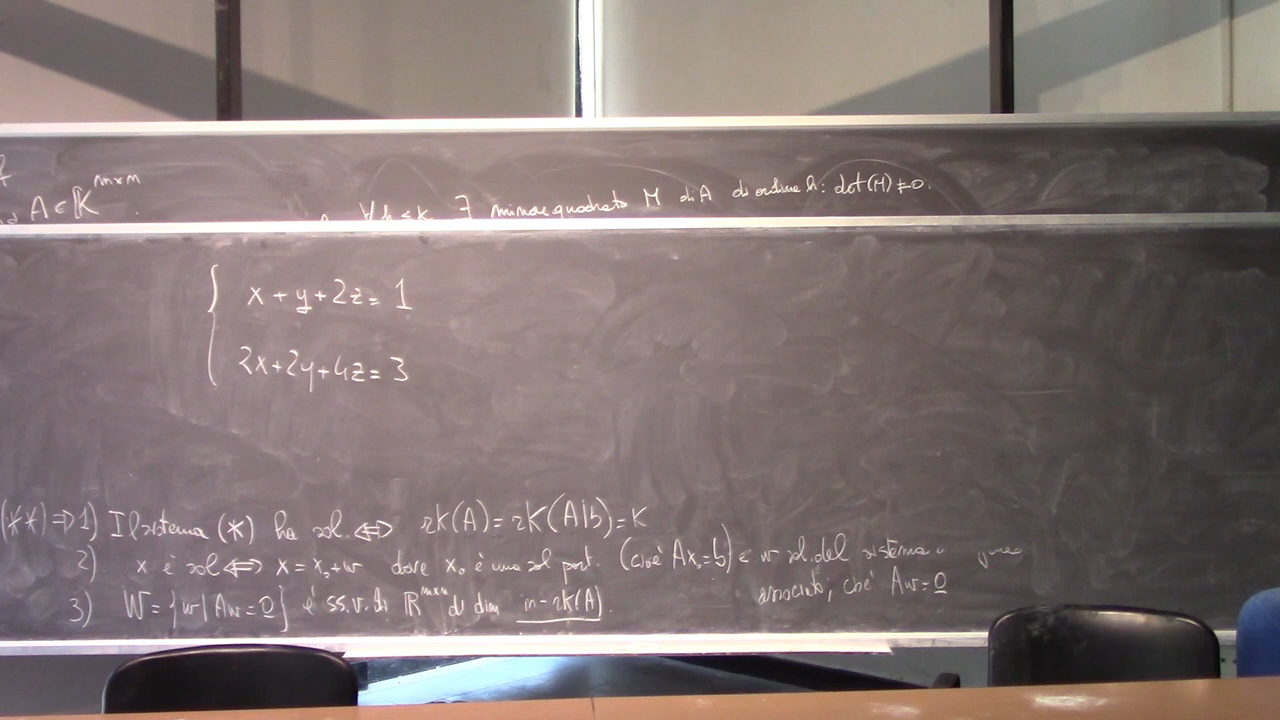 A ∈ K^{m×n}
∀h ≤ k ∃ minore quadrato M di A di ordine h: det(M) ≠ 0.
x + y + 2z = 1
2x + 2y + 4z = 3
(**) ⇒ 1) Il sistema (*) ha sol. ⇔ rk(A) = rk(A|b) = K
2) x è sol ⇔ x = x₀ + w dove x₀ è una sol part. (cioè Ax₀ = b) e w sol. del sistema
associato, cioè Aw = 0
3) W = {w | Aw = 0} è ss.v. di R di dim n - rk(A).